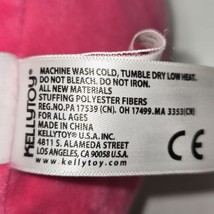 KELLYTOY®
MACHINE WASH COLD, TUMBLE DRY LOW HEAT.
DO NOT BLEACH. DO NOT IRON.
ALL NEW MATERIALS
STUFFING POLYESTER FIBERS
REG.NO.PA 17539 (CN). OH 17499.MA 3353(CN)
FOR ALL AGES
MADE IN CHINA
KELLYTOY® U.S.A. INC.
4811 S. ALAMEDA STREET
LOS ANGELES, CA 90058 U.S.A.
www.kellytoy.com
CE